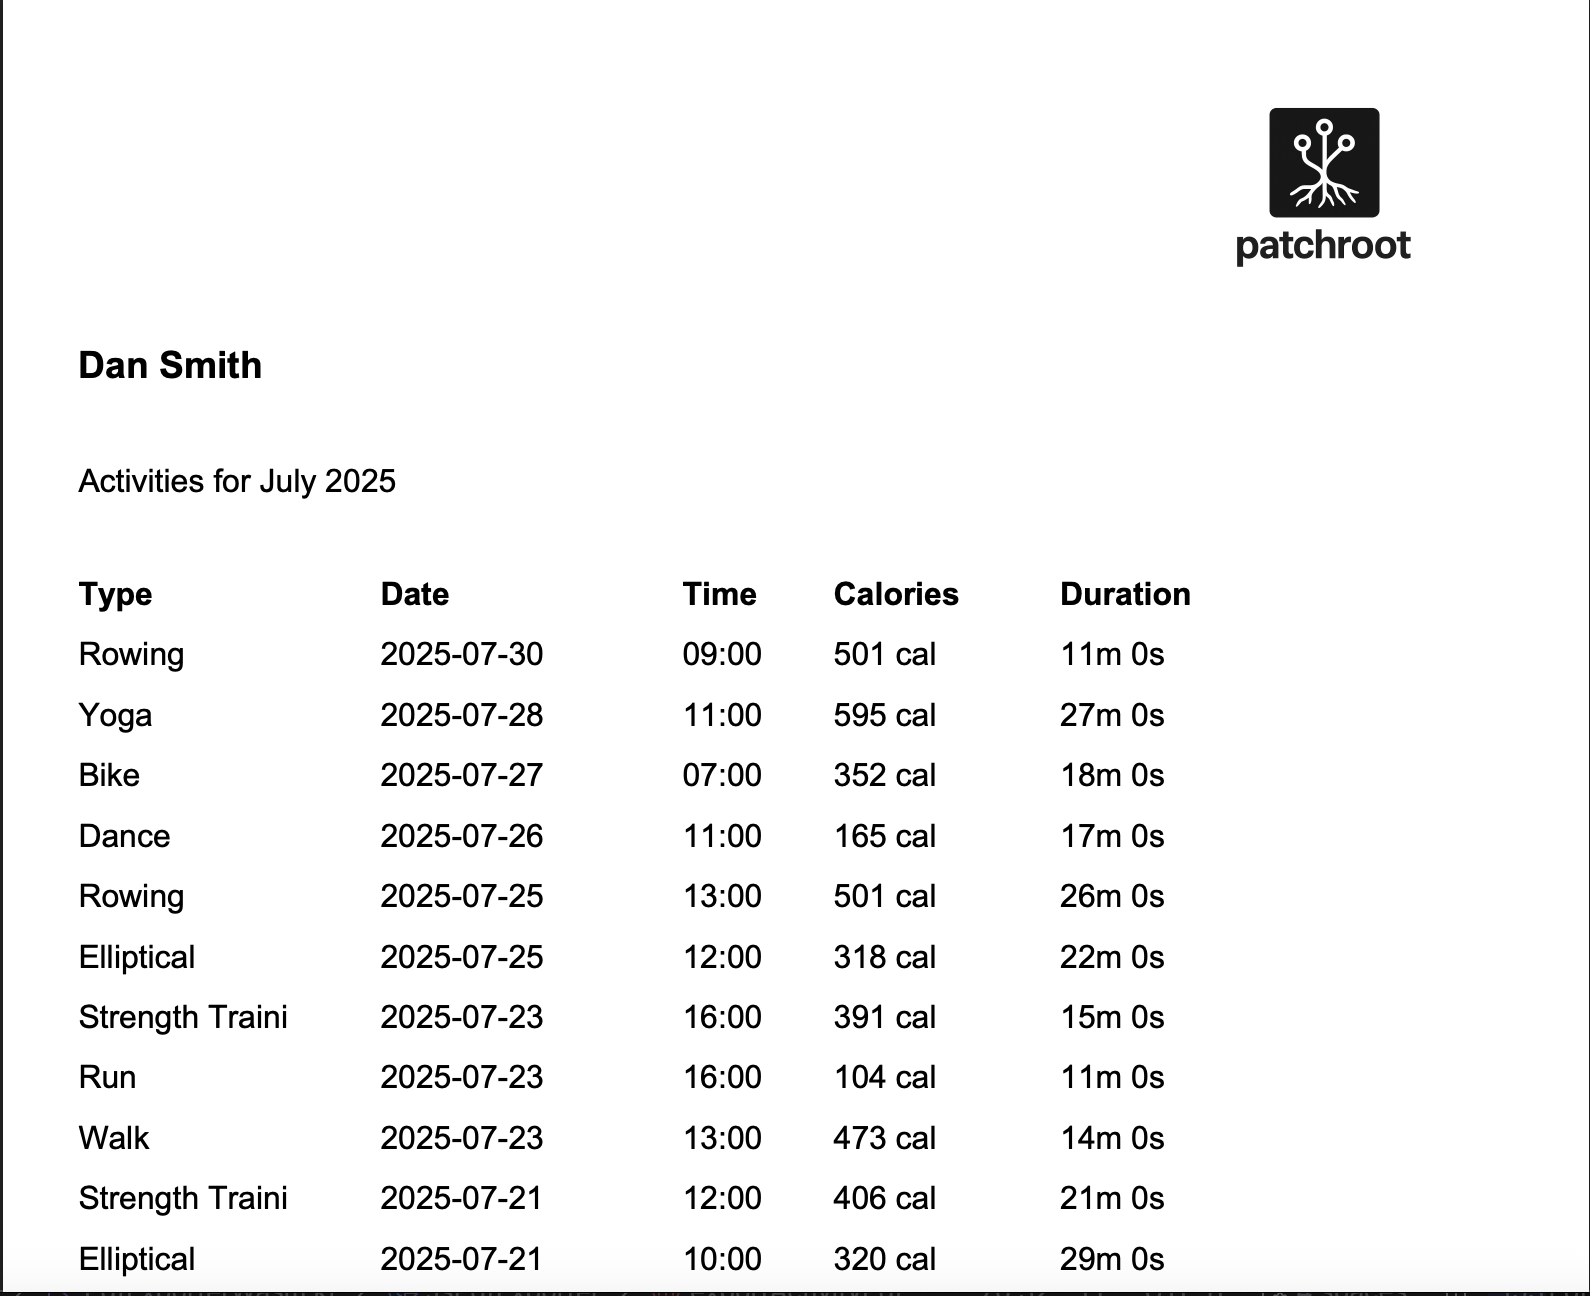 patchroot
Dan Smith
Activities for July 2025
Type Date Time Calories Duration
Rowing 2025-07-30 09:00 501 cal 11m 0s
Yoga 2025-07-28 11:00 595 cal 27m 0s
Bike 2025-07-27 07:00 352 cal 18m 0s
Dance 2025-07-26 11:00 165 cal 17m 0s
Rowing 2025-07-25 13:00 501 cal 26m 0s
Elliptical 2025-07-25 12:00 318 cal 22m 0s
Strength Traini 2025-07-23 16:00 391 cal 15m 0s
Run 2025-07-23 16:00 104 cal 11m 0s
Walk 2025-07-23 13:00 473 cal 14m 0s
Strength Traini 2025-07-21 12:00 406 cal 21m 0s
Elliptical 2025-07-21 10:00 320 cal 29m 0s